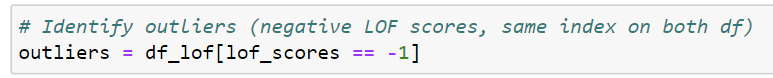 # Identify outliers (negative LOF scores, same index on both df)
outliers = df_lof[lof_scores == -1]